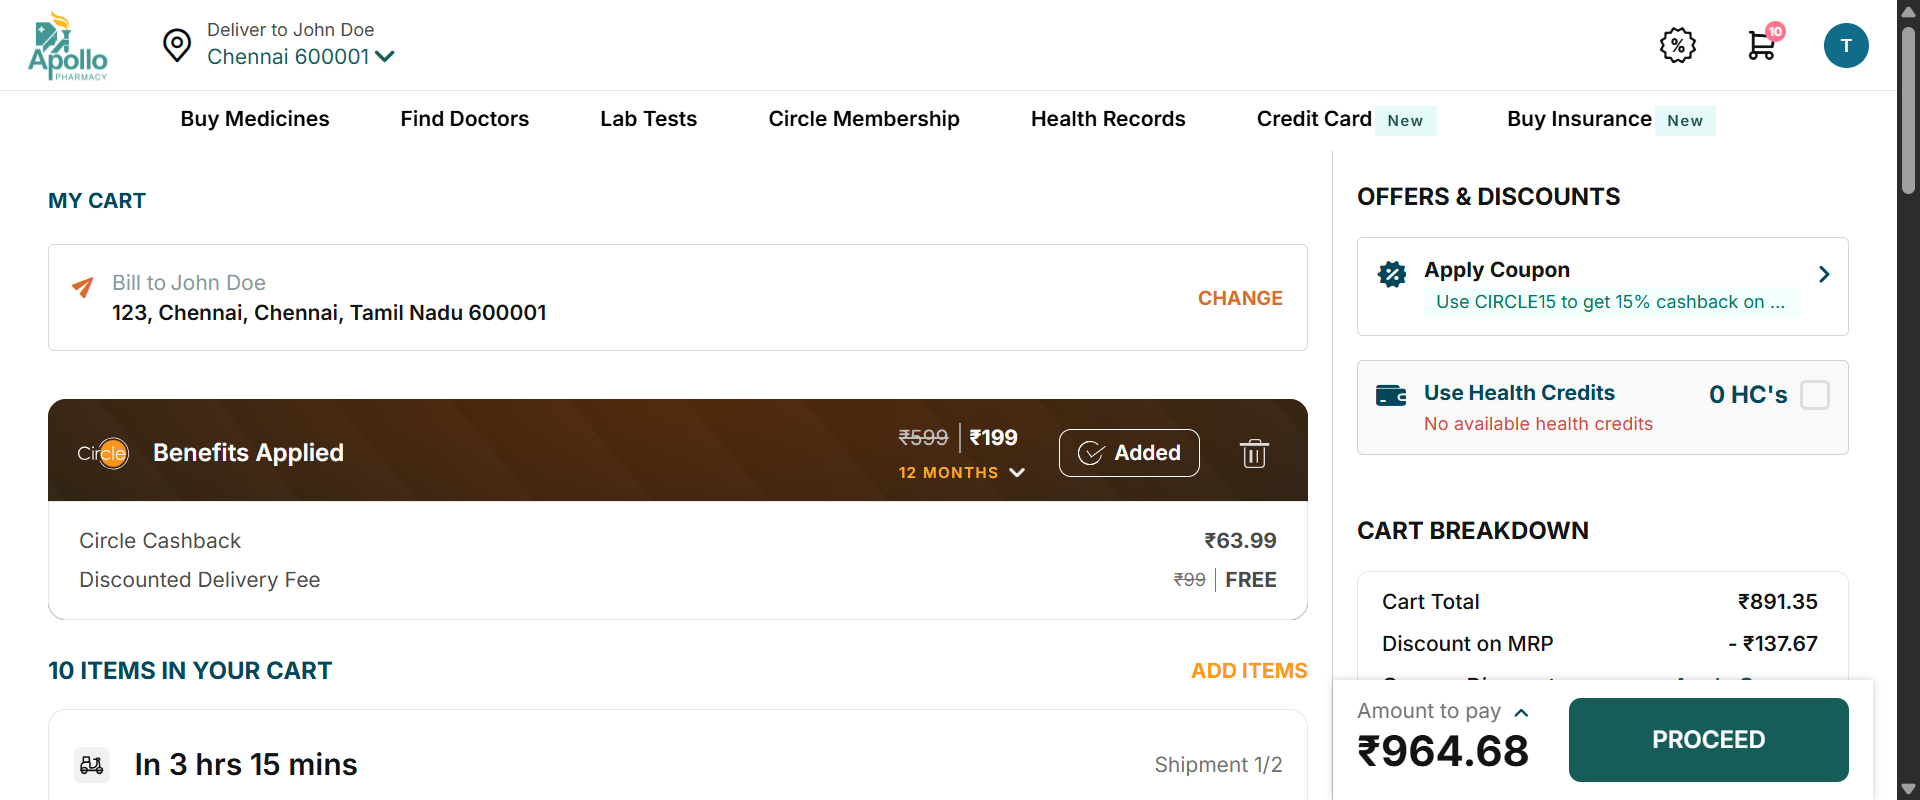 Apollo
PHARMACY
Deliver to John Doe
Chennai 600001
10
T
Buy Medicines
Find Doctors
Lab Tests
Circle Membership
Health Records
Credit Card New
Buy Insurance New
MY CART
Bill to John Doe
123, Chennai, Chennai, Tamil Nadu 600001
CHANGE
Circle
Benefits Applied
₹599 ₹199
12 MONTHS
Added
Circle Cashback ₹63.99
Discounted Delivery Fee ₹99 FREE
10 ITEMS IN YOUR CART
ADD ITEMS
In 3 hrs 15 mins
Shipment 1/2
OFFERS & DISCOUNTS
Apply Coupon
Use CIRCLE15 to get 15% cashback on ...
Use Health Credits
0 HC's
No available health credits
CART BREAKDOWN
Cart Total ₹891.35
Discount on MRP - ₹137.67
Amount to pay
₹964.68
PROCEED